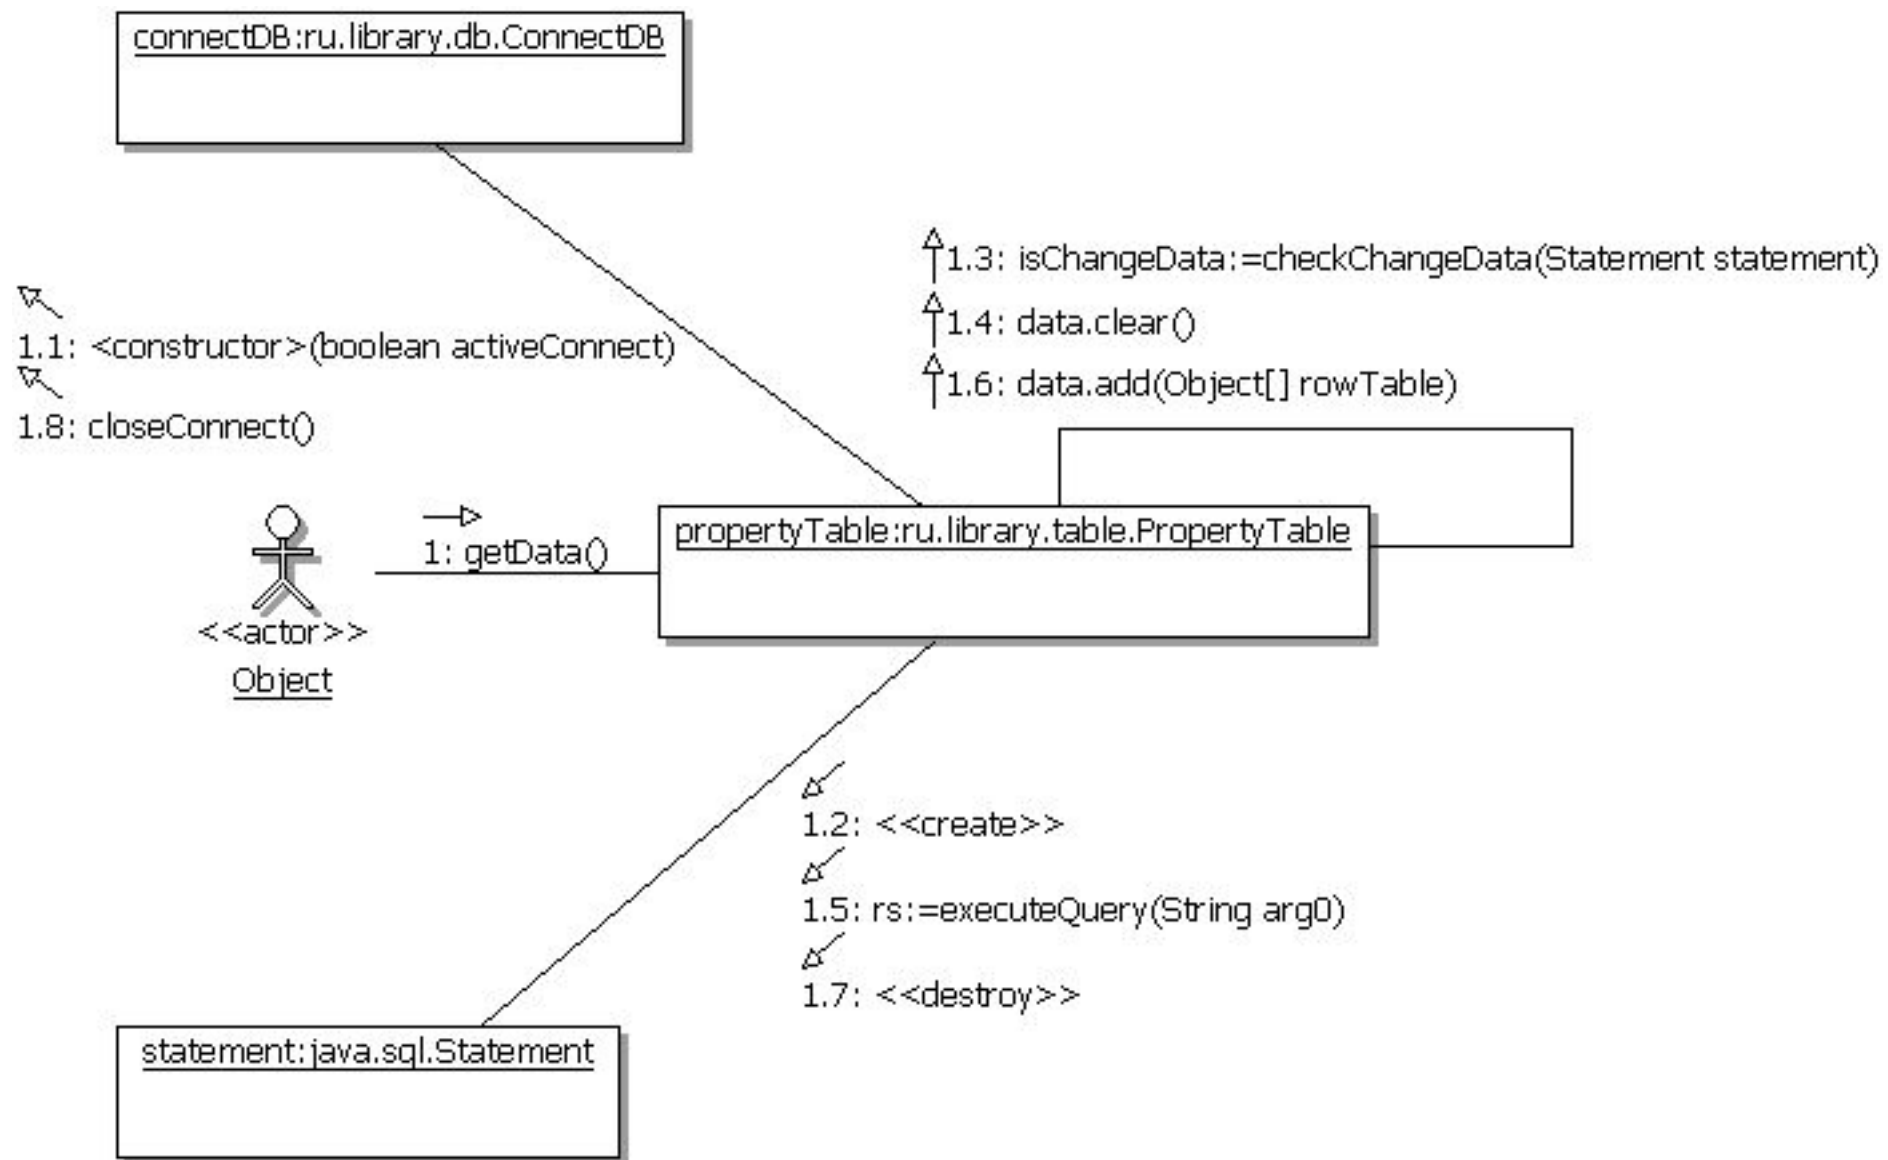 connectDB:ru.library.db.ConnectDB
1.3: isChangeData:=checkChangeData(Statement statement)
1.4: data.clear()
1.6: data.add(Object[] rowTable)
1.1: <constructor>(boolean activeConnect)
1.8: closeConnect()
1: getData()
propertyTable:ru.library.table.PropertyTable
<<actor>>
Object
1.2: <<create>>
1.5: rs:=executeQuery(String arg0)
1.7: <<destroy>>
statement:java.sql.Statement